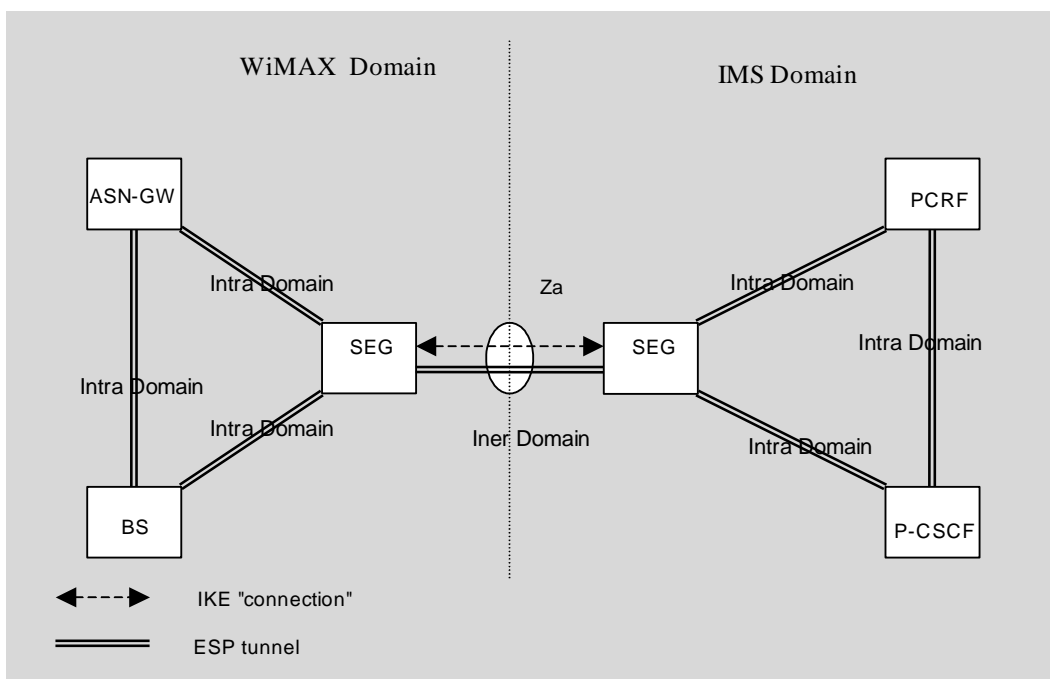 WiMAX Domain
IMS Domain
ASN-GW
PCRF
Intra Domain
Za
Intra Domain
SEG
SEG
Intra Domain
Intra Domain
Intra Domain
Iner Domain
Intra Domain
BS
P-CSCF
IKE "connection"
ESP tunnel